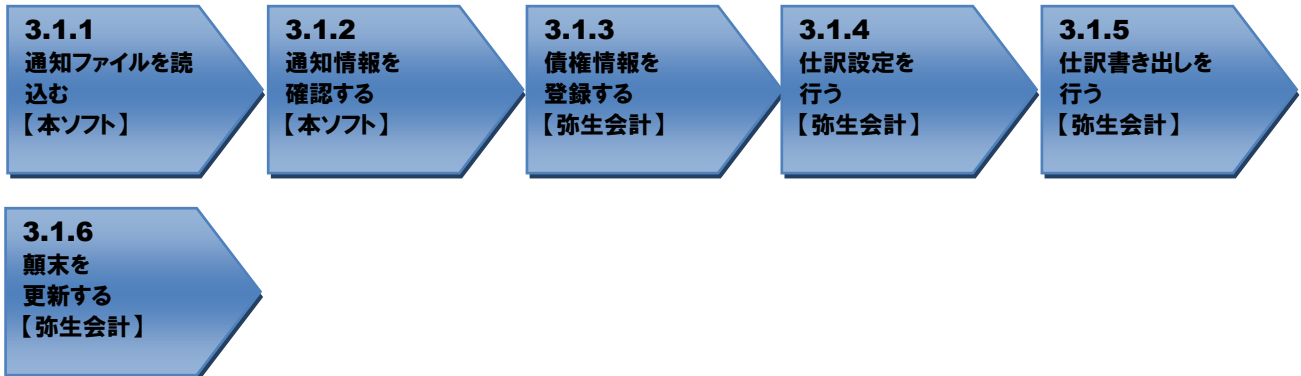 3.1.1
通知ファイルを読
込む
【本ソフト】
3.1.2
通知情報を
確認する
【本ソフト】
3.1.3
債権情報を
登録する
【弥生会計】
3.1.4
仕訳設定を
行う
【弥生会計】
3.1.5
仕訳書き出しを
行う
【弥生会計】
3.1.6
顛末を
更新する
【弥生会計】